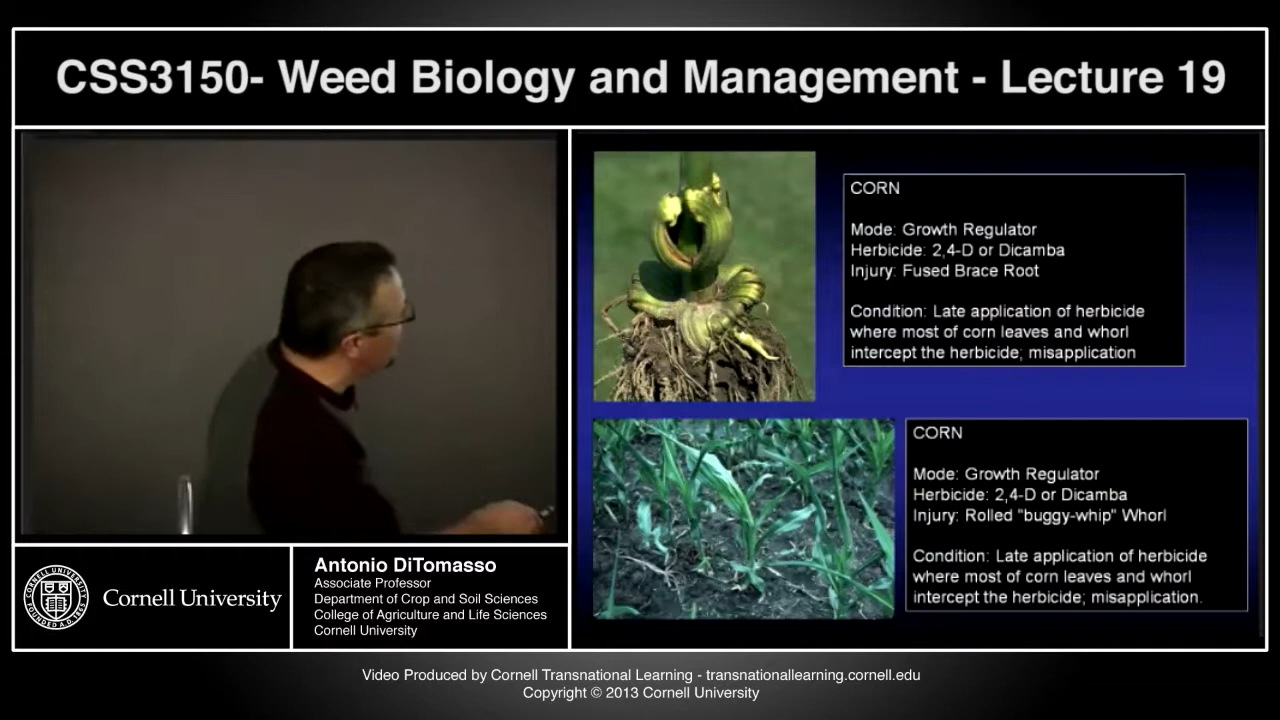 CSS3150- Weed Biology and Management - Lecture 19
CORN
Mode: Growth Regulator
Herbicide: 2,4-D or Dicamba
Injury: Fused Brace Root
Condition: Late application of herbicide
where most of corn leaves and whorl
intercept the herbicide; misapplication
CORN
Mode: Growth Regulator
Herbicide: 2,4-D or Dicamba
Injury: Rolled "buggy-whip" Whorl
Condition: Late application of herbicide
where most of corn leaves and whorl
intercept the herbicide; misapplication.
CORNELL UNIVERSITY
FOUNDED A.D. 1865
Cornell University
Antonio DiTomasso
Associate Professor
Department of Crop and Soil Sciences
College of Agriculture and Life Sciences
Cornell University
Video Produced by Cornell Transnational Learning - transnationallearning.cornell.edu
Copyright © 2013 Cornell University